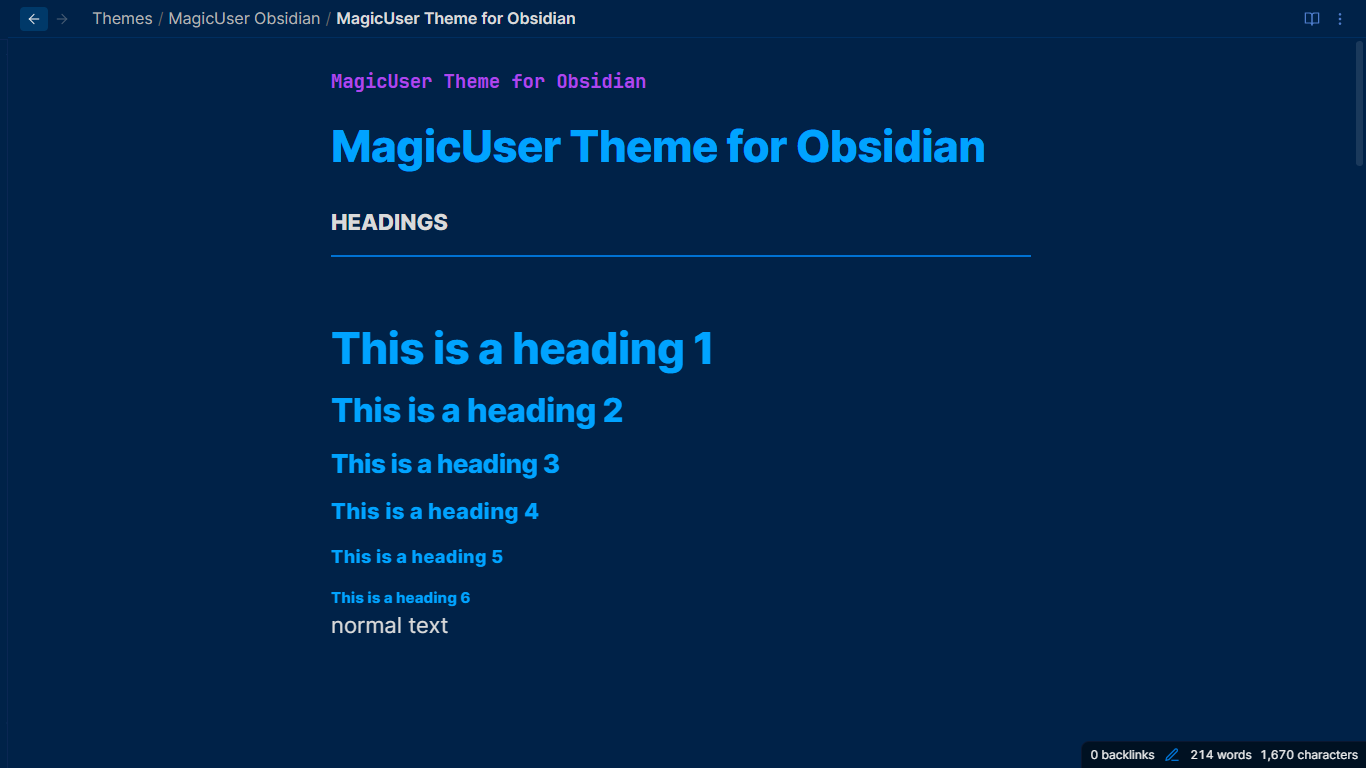 Themes / MagicUser Obsidian / MagicUser Theme for Obsidian
MagicUser Theme for Obsidian
MagicUser Theme for Obsidian
HEADINGS
This is a heading 1
This is a heading 2
This is a heading 3
This is a heading 4
This is a heading 5
This is a heading 6
normal text
0 backlinks 214 words 1,670 characters